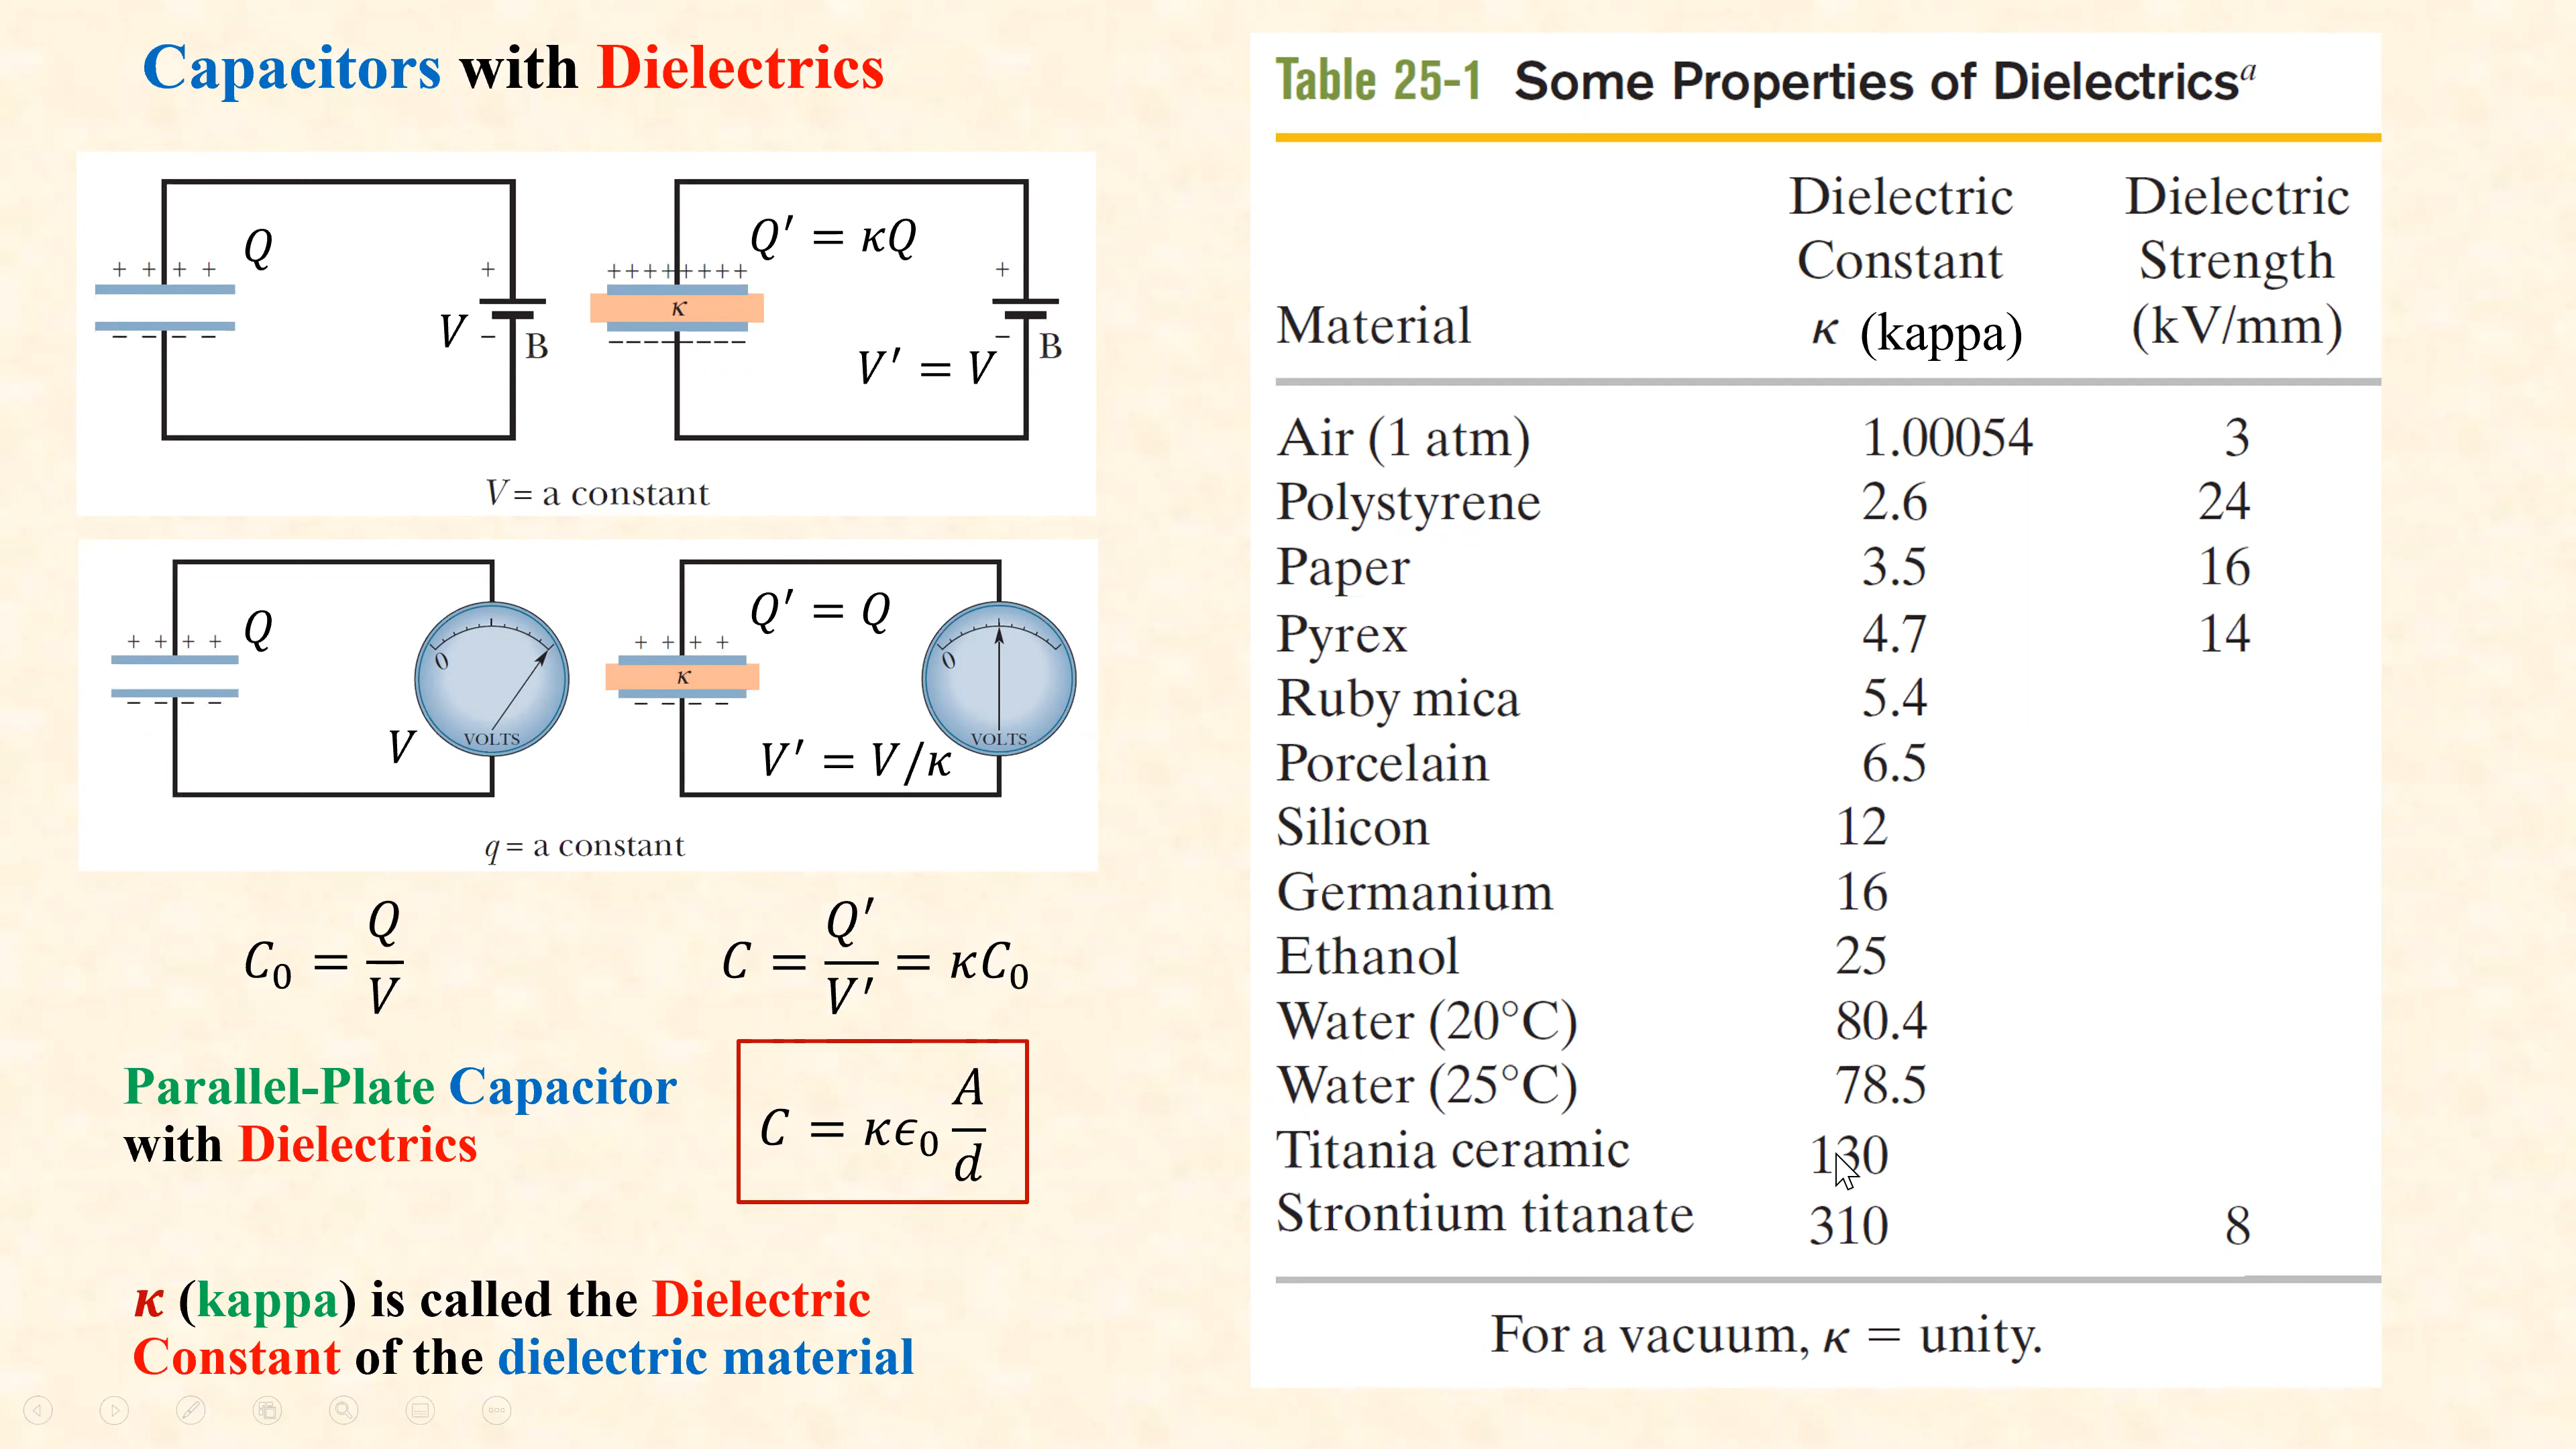 Capacitors with Dielectrics
Q
+ + + +
− − − −
+
V − B
Q′ = κQ
+ + + + + + + +
κ
− − − − − − − −
+
V′ = V − B
V = a constant
Q
+ + + +
− − − −
0
VOLTS
V
Q′ = Q
+ + + +
κ
− − − −
0
VOLTS
V′ = V/κ
q = a constant
C₀ = Q/V
C = Q′/V′ = κC₀
Parallel-Plate Capacitor
with Dielectrics
C = κϵ₀ A/d
κ (kappa) is called the Dielectric
Constant of the dielectric material
Table 25-1 Some Properties of Dielectricsᵃ
Dielectric Dielectric
Constant Strength
Material κ (kappa) (kV/mm)
Air (1 atm) 1.00054 3
Polystyrene 2.6 24
Paper 3.5 16
Pyrex 4.7 14
Ruby mica 5.4
Porcelain 6.5
Silicon 12
Germanium 16
Ethanol 25
Water (20°C) 80.4
Water (25°C) 78.5
Titania ceramic 130
Strontium titanate 310 8
For a vacuum, κ = unity.